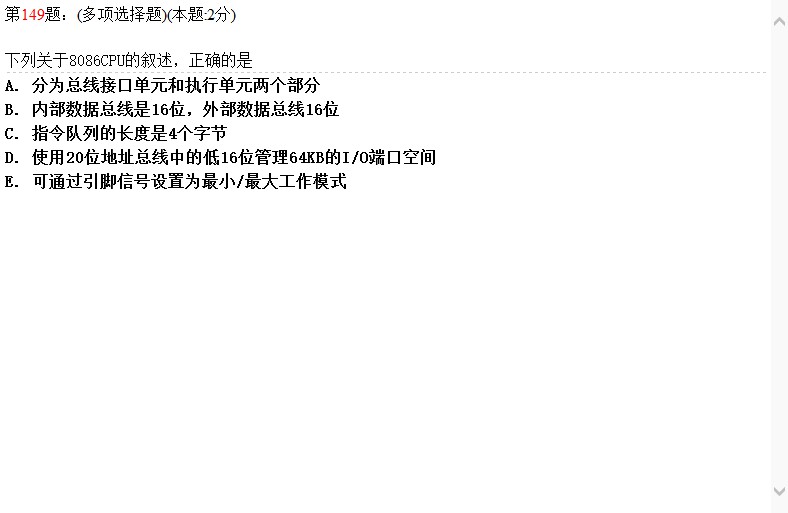 第149题：(多项选择题)(本题:2分)
下列关于8086CPU的叙述，正确的是
A. 分为总线接口单元和执行单元两个部分
B. 内部数据总线是16位，外部数据总线16位
C. 指令队列的长度是4个字节
D. 使用20位地址总线中的低16位管理64KB的I/O端口空间
E. 可通过引脚信号设置为最小/最大工作模式